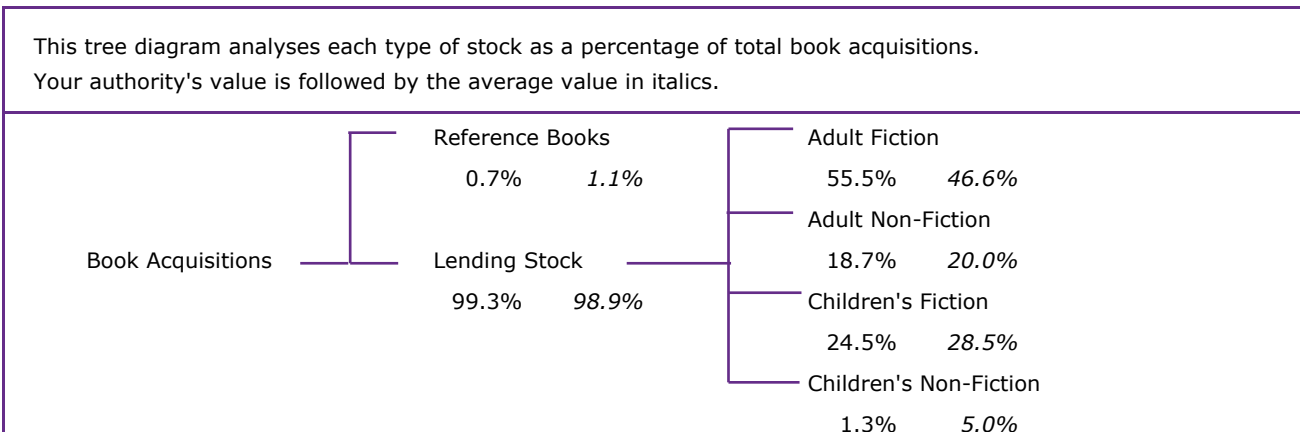 This tree diagram analyses each type of stock as a percentage of total book acquisitions.
Your authority's value is followed by the average value in italics.
Reference Books
0.7% 1.1%
Book Acquisitions
Lending Stock
99.3% 98.9%
Adult Fiction
55.5% 46.6%
Adult Non-Fiction
18.7% 20.0%
Children's Fiction
24.5% 28.5%
Children's Non-Fiction
1.3% 5.0%